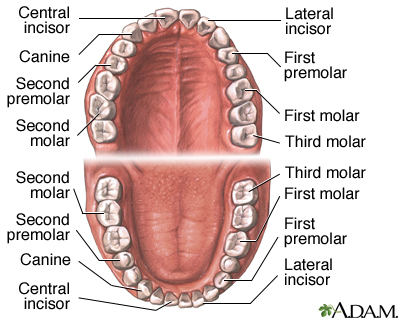 Central
incisor
Canine
Second
premolar
Second
molar
Lateral
incisor
First
premolar
First molar
Third molar
Second
molar
Second
premolar
Canine
Central
incisor
Third molar
First molar
First
premolar
Lateral
incisor
ADAM.